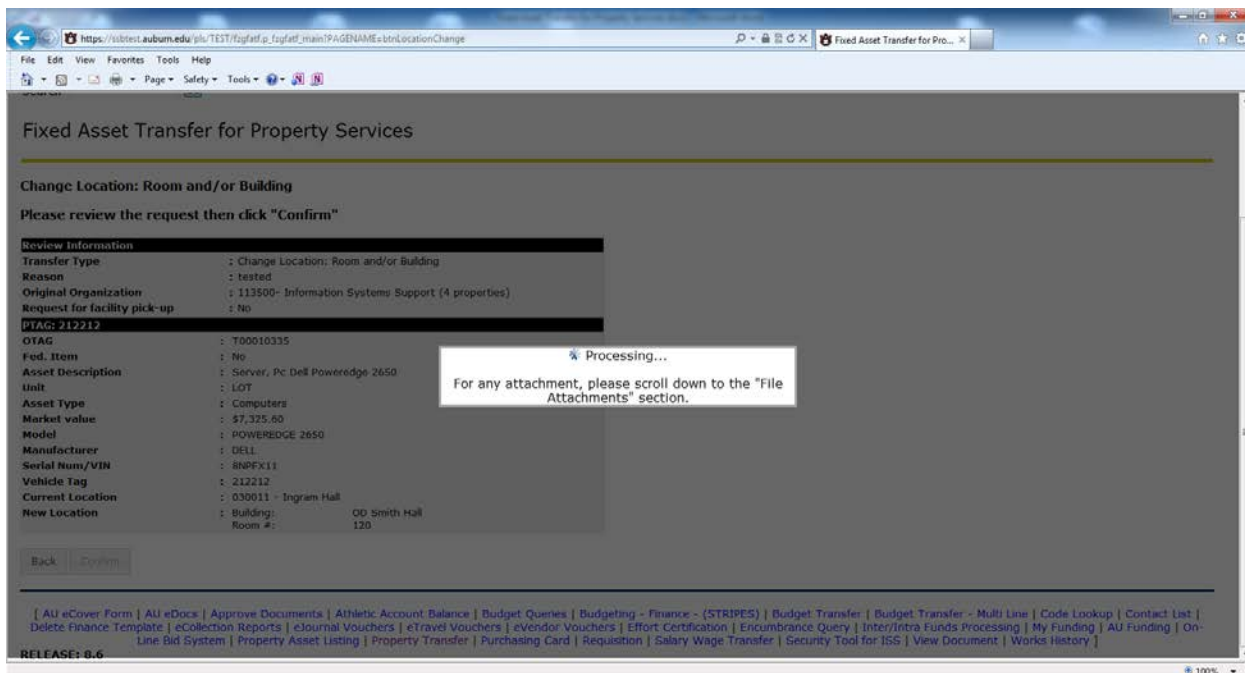 https://ssbtest.auburn.edu/pls/TEST/fzgfatf.p_fzgfatf_main?PAGENAME=btnLocationChange
Fixed Asset Transfer for Pro...
File Edit View Favorites Tools Help
Page Safety Tools
Fixed Asset Transfer for Property Services
Change Location: Room and/or Building
Please review the request then click "Confirm"
Review Information
Transfer Type : Change Location: Room and/or Building
Reason : tested
Original Organization : 113500- Information Systems Support (4 properties)
Request for facility pick-up : No
PTAG: 212212
OTAG : T00010335
Fed. Item : No
Asset Description : Server, Pc Dell Poweredge 2650
Unit : LOT
Asset Type : Computers
Market value : $7,325.60
Model : POWEREDGE 2650
Manufacturer : DELL
Serial Num/VIN : 8NPFX11
Vehicle Tag : 212212
Current Location : 030011 - Ingram Hall
New Location : Building: OD Smith Hall
Room #: 120
Processing...
For any attachment, please scroll down to the "File
Attachments" section.
Back Confirm
[ AU eCover Form | AU eDocs | Approve Documents | Athletic Account Balance | Budget Queries | Budgeting - Finance - (STRIPES) | Budget Transfer | Budget Transfer - Multi Line | Code Lookup | Contact List |
Delete Finance Template | eCollection Reports | eJournal Vouchers | eTravel Vouchers | eVendor Vouchers | Effort Certification | Encumbrance Query | Inter/Intra Funds Processing | My Funding | AU Funding | On-
Line Bid System | Property Asset Listing | Property Transfer | Purchasing Card | Requisition | Salary Wage Transfer | Security Tool for ISS | View Document | Works History ]
RELEASE: 8.6
100%